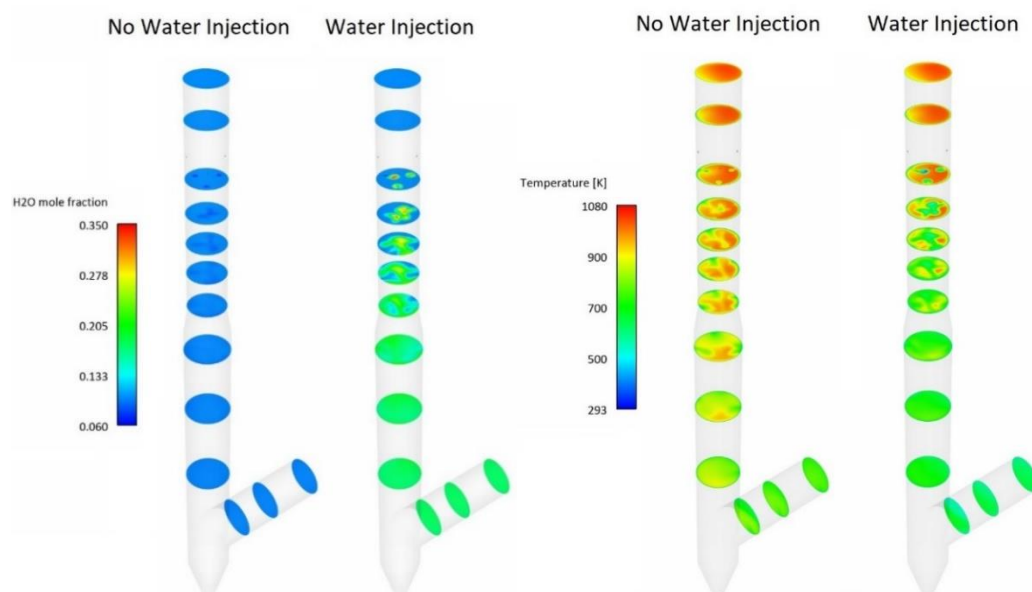 No Water Injection
Water Injection
No Water Injection
Water Injection
H2O mole fraction
0.350
0.278
0.205
0.133
0.060
Temperature [K]
1080
900
700
500
293